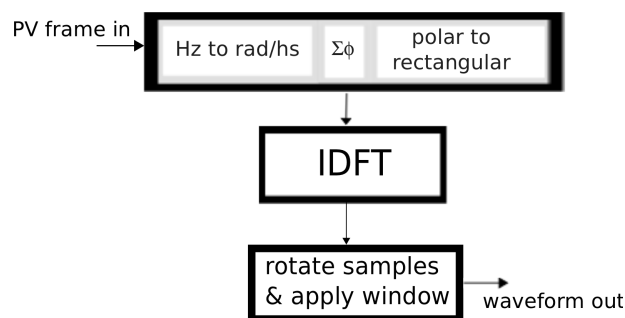 PV frame in
Hz to rad/hs
Σϕ
polar to
rectangular
IDFT
rotate samples
& apply window
waveform out